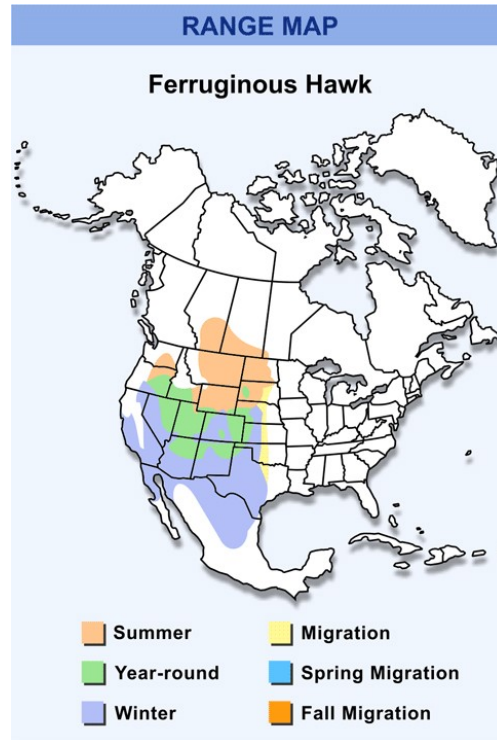 RANGE MAP
Ferruginous Hawk
Summer
Migration
Year-round
Spring Migration
Winter
Fall Migration